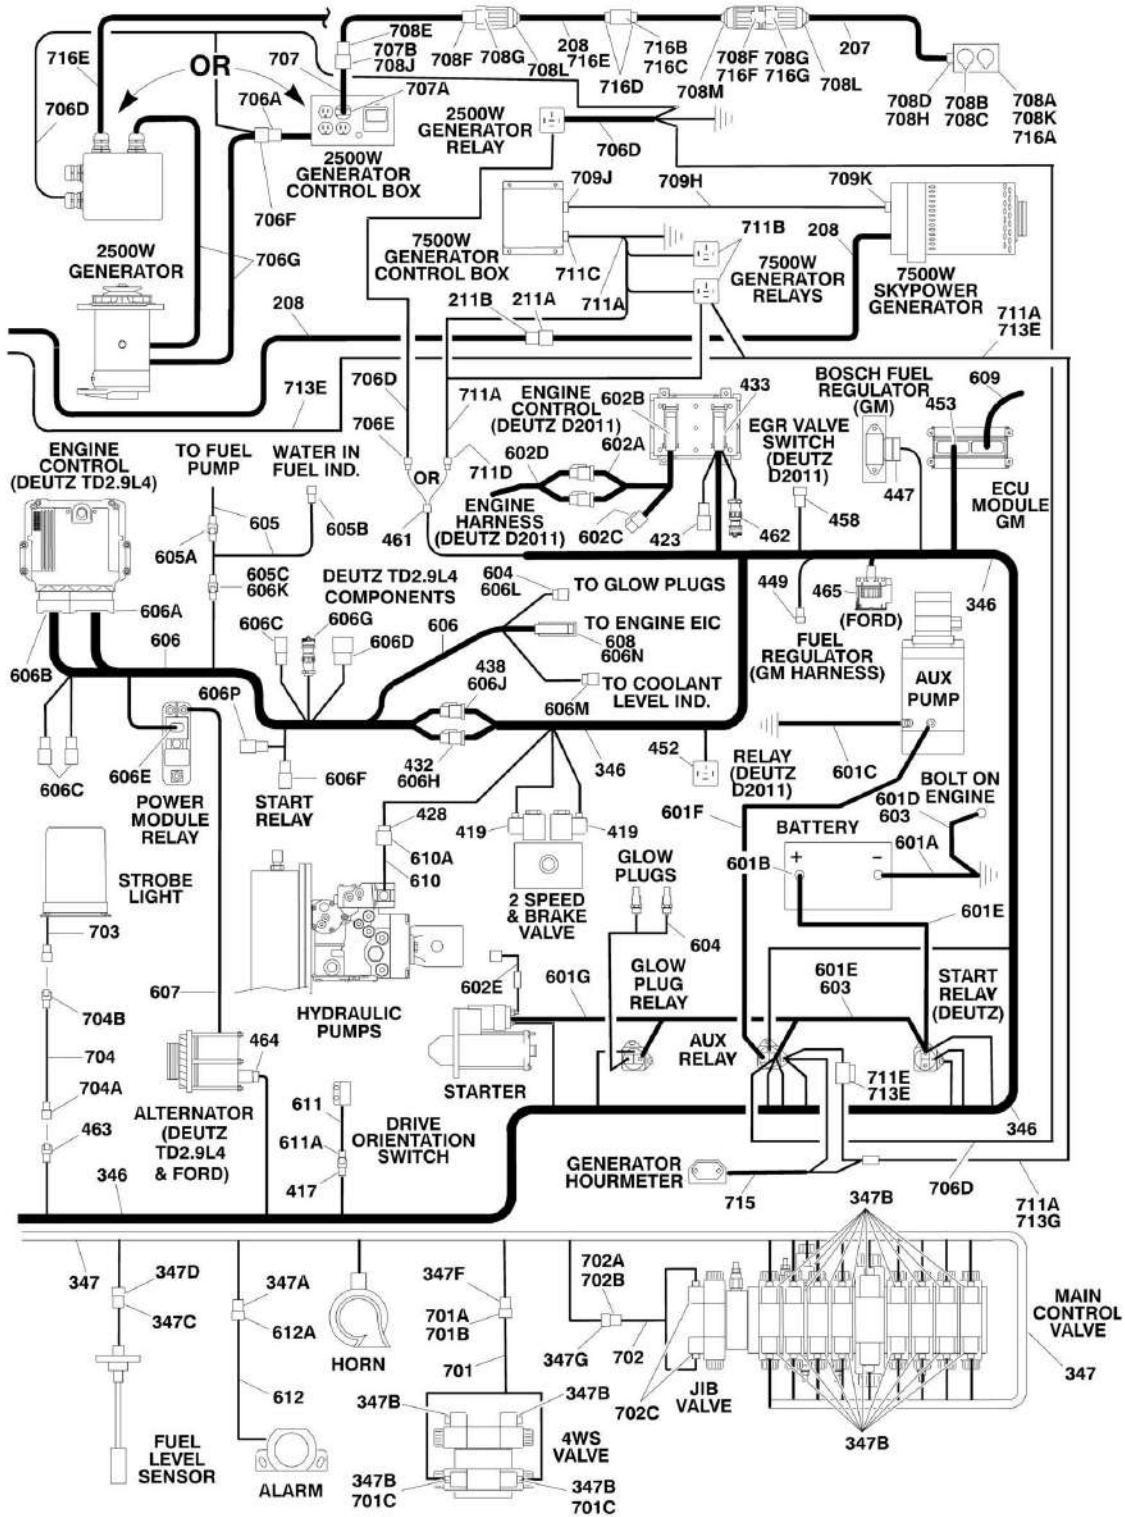 708E
707B
708J
707
716E
OR
706D
706A
707A
708F
708G
708L
208
716E
716D
716B
716C
708M
708F
716F
708G
716G
708L
207
708D
708H
708B
708C
708A
708K
716A
2500W
GENERATOR
RELAY
706D
2500W
GENERATOR
CONTROL BOX
706F
709J
709H
709K
2500W
GENERATOR
706G
7500W
GENERATOR
CONTROL BOX
711C
711A
711B
7500W
GENERATOR
RELAYS
208
7500W
SKYPOWER
GENERATOR
208
211B
211A
711A
713E
713E
706D
706E
711A
711D
OR
461
ENGINE
CONTROL
(DEUTZ D2011)
602B
433
602D
602A
ENGINE
HARNESS
(DEUTZ D2011)
602C
423
462
EGR VALVE
SWITCH
(DEUTZ
D2011)
458
BOSCH FUEL
REGULATOR
(GM)
447
453
609
ECU
MODULE
GM
ENGINE
CONTROL
(DEUTZ TD2.9L4)
TO FUEL
PUMP
WATER IN
FUEL IND.
605
605B
605A
605C
606K
606A
606B
606
DEUTZ TD2.9L4
COMPONENTS
606C
606G
606D
606
604
606L
TO GLOW PLUGS
TO ENGINE EIC
608
606N
TO COOLANT
LEVEL IND.
606M
438
606J
432
606H
346
449
465
(FORD)
346
FUEL
REGULATOR
(GM HARNESS)
AUX
PUMP
606P
606C
606E
606F
POWER
MODULE
RELAY
START
RELAY
452
RELAY
(DEUTZ
D2011)
601C
BOLT ON
ENGINE
601D
603
601F
BATTERY
601A
601B
+
-
601E
428
610A
610
419
419
2 SPEED
& BRAKE
VALVE
GLOW
PLUGS
604
STROBE
LIGHT
703
607
704B
704
704A
463
464
HYDRAULIC
PUMPS
602E
601G
GLOW
PLUG
RELAY
601E
603
START
RELAY
(DEUTZ)
AUX
RELAY
STARTER
711E
713E
ALTERNATOR
(DEUTZ
TD2.9L4
& FORD)
611
611A
417
DRIVE
ORIENTATION
SWITCH
346
346
GENERATOR
HOURMETER
715
706D
711A
713G
347
347D
347C
347A
612A
612
HORN
347F
701A
701B
701
702A
702B
347G
702
702C
JIB
VALVE
347B
347B
MAIN
CONTROL
VALVE
347
FUEL
LEVEL
SENSOR
ALARM
347B
347B
4WS
VALVE
347B
701C
347B
701C